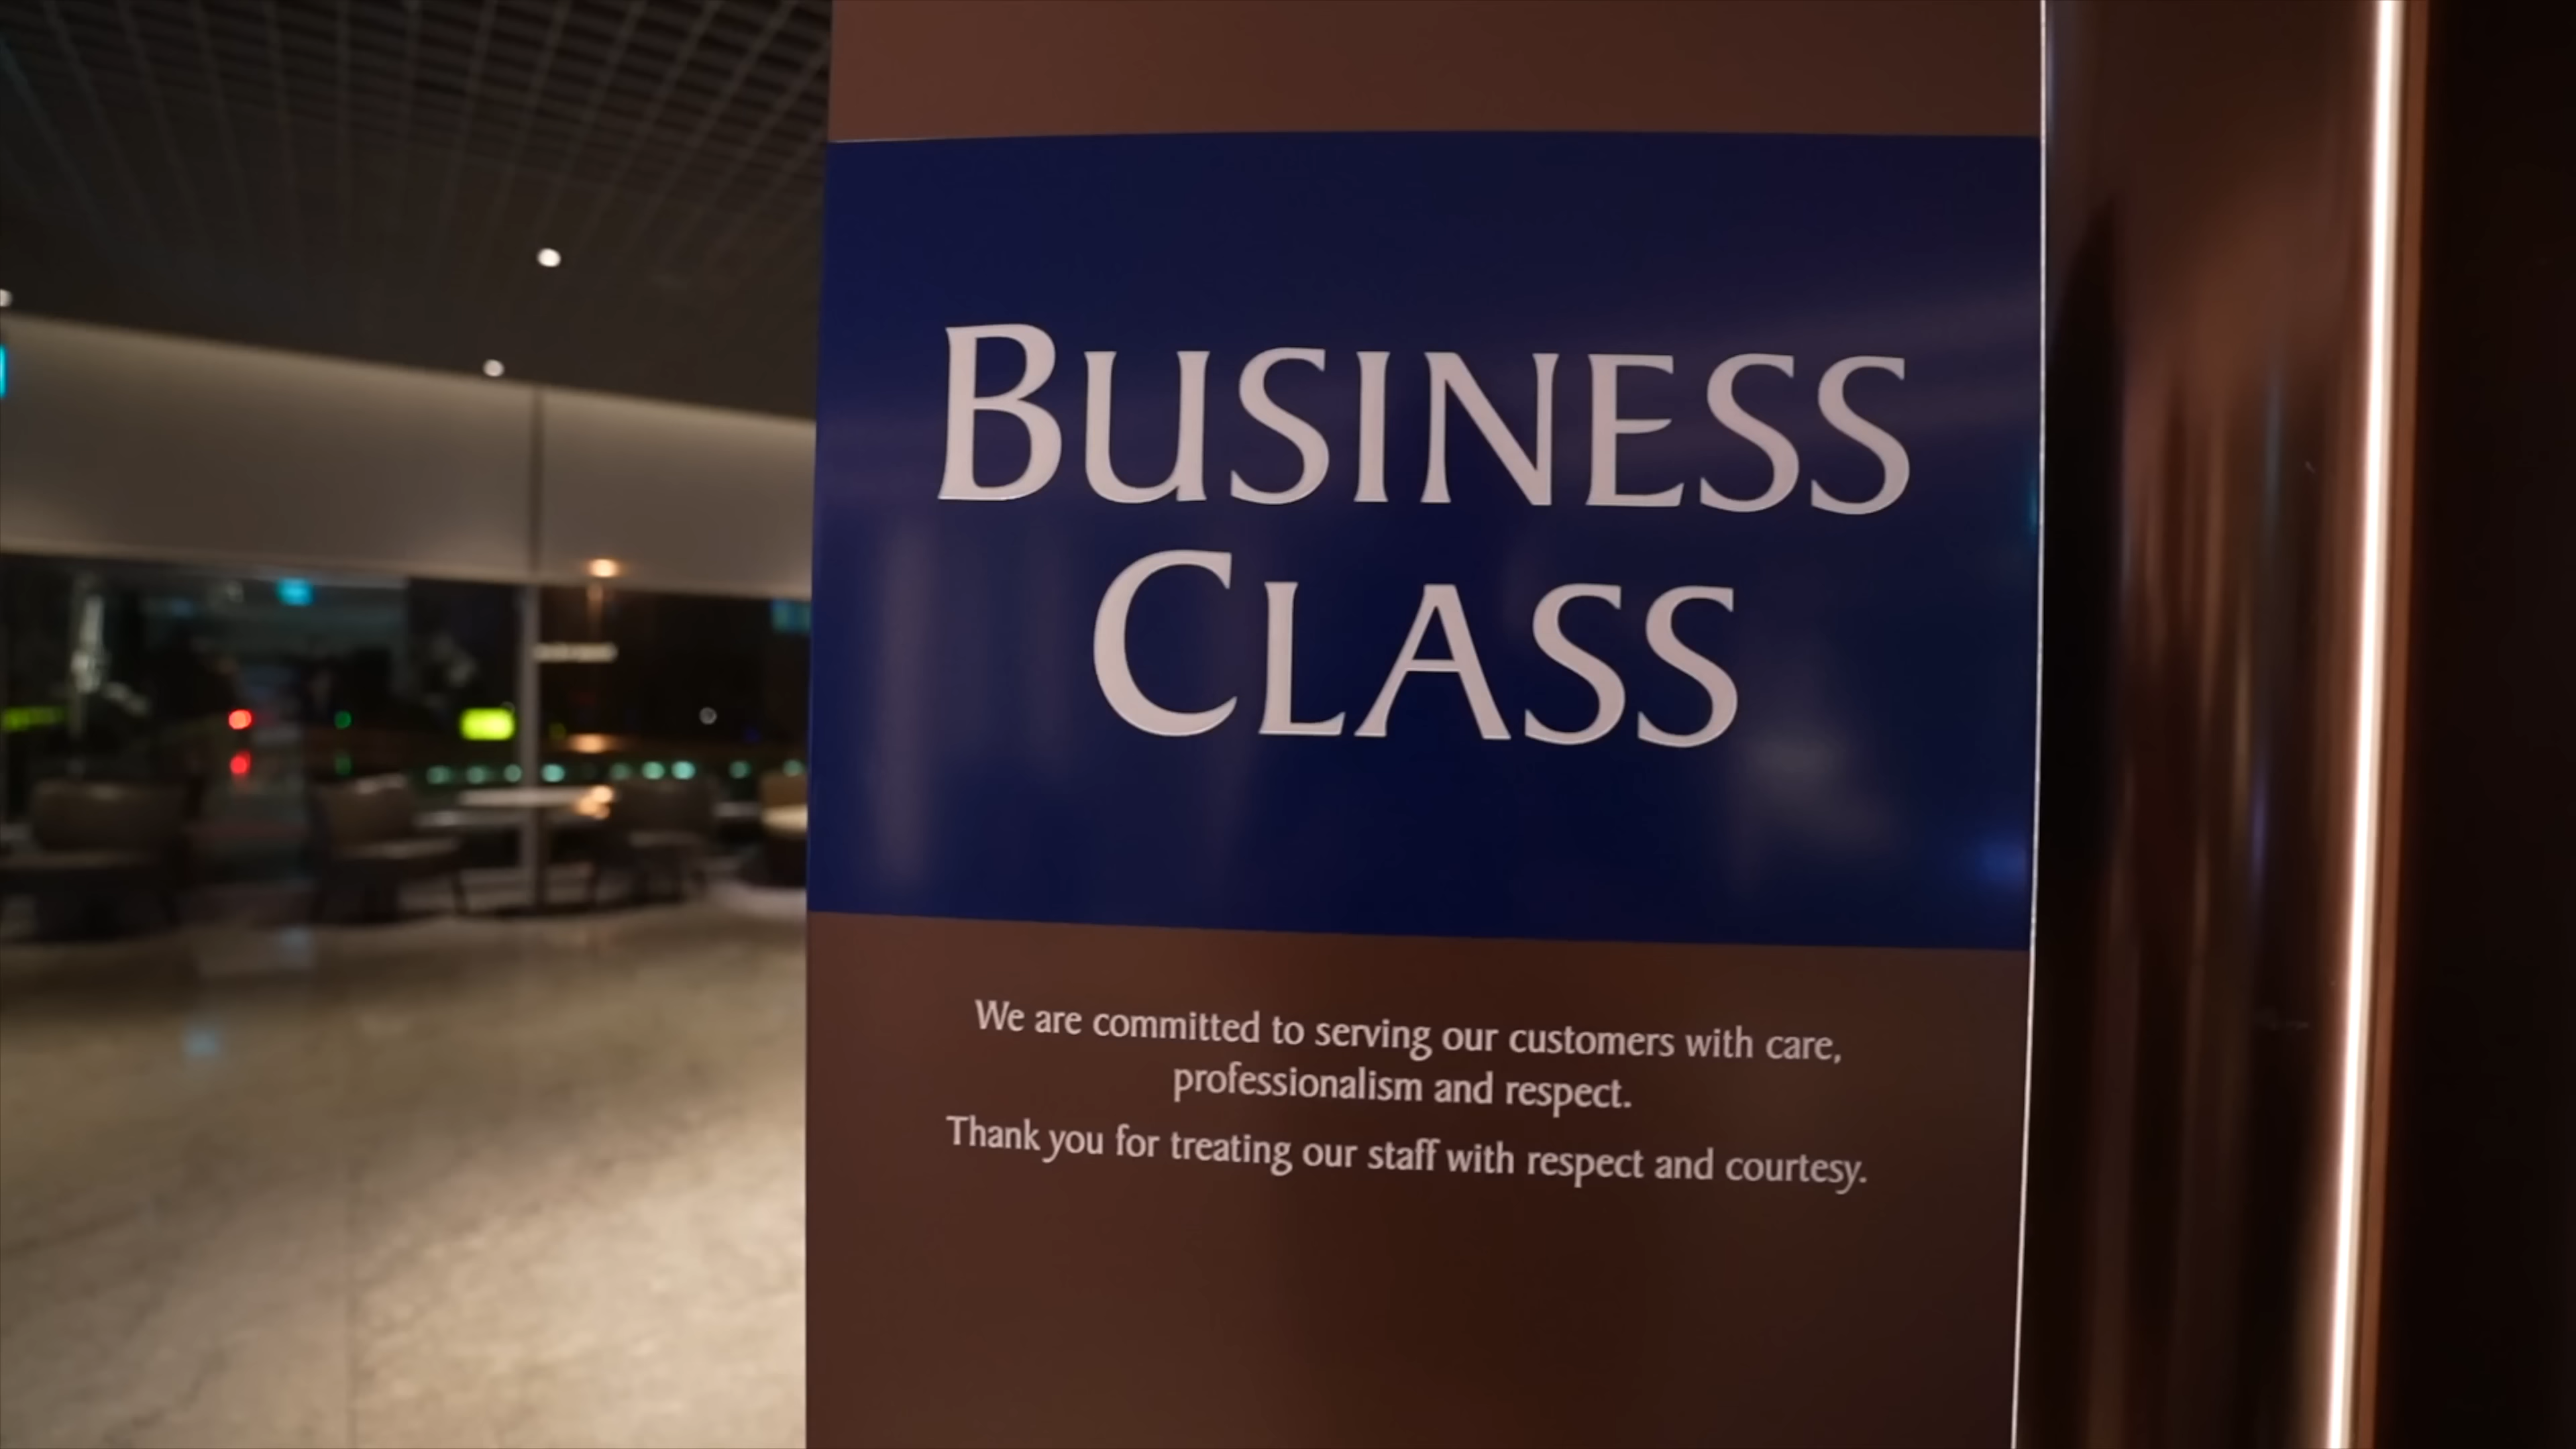 BUSINESS
CLASS
We are committed to serving our customers with care,
professionalism and respect.
Thank you for treating our staff with respect and courtesy.